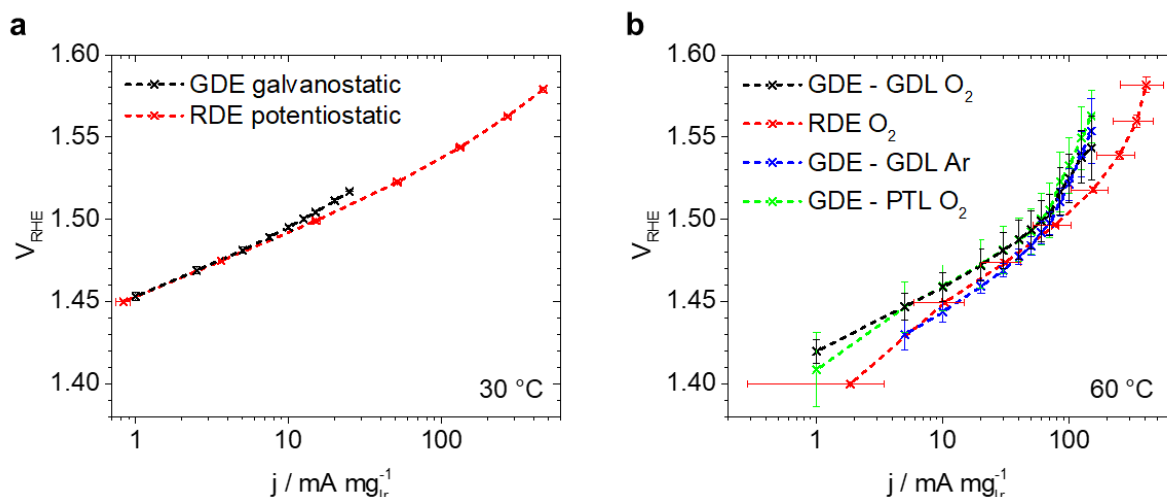 a
1.60
1.55
1.50
1.45
1.40
V_RHE
GDE galvanostatic
RDE potentiostatic
30 °C
1 10 100
j / mA mg_Ir^-1
b
1.60
1.55
1.50
1.45
1.40
V_RHE
GDE - GDL O₂
RDE O₂
GDE - GDL Ar
GDE - PTL O₂
60 °C
1 10 100
j / mA mg_Ir^-1